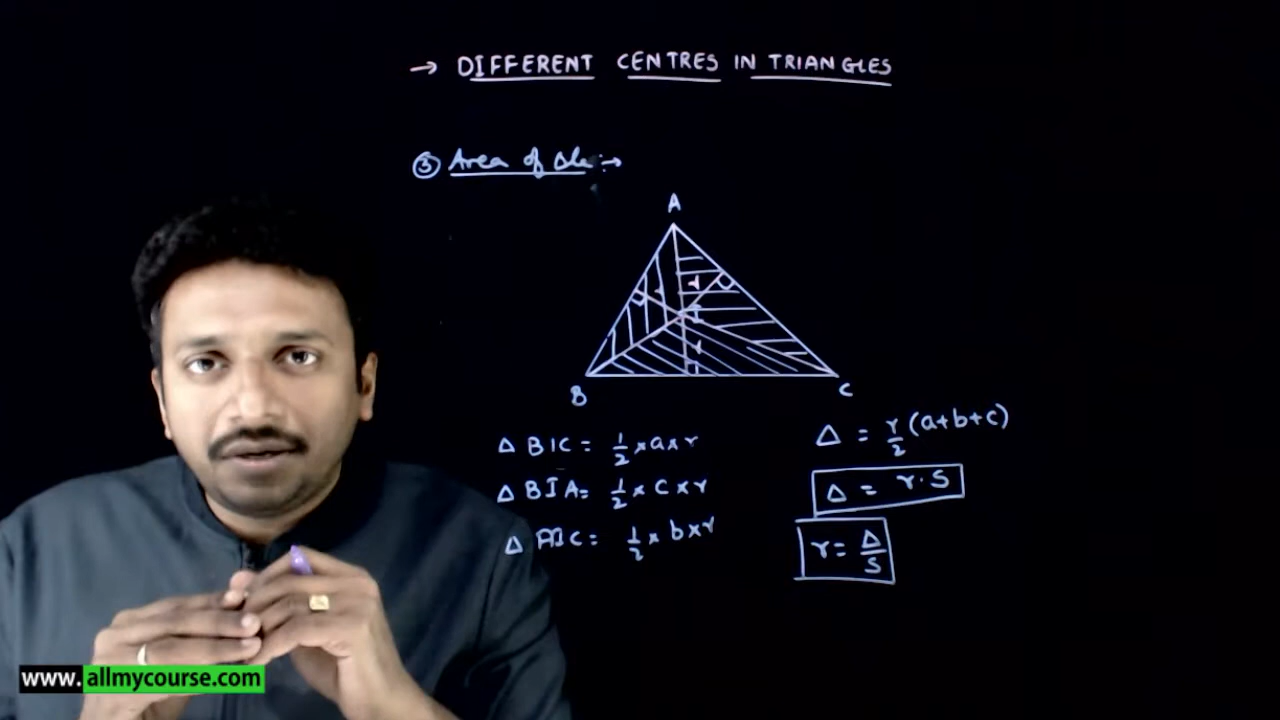 → DIFFERENT CENTRES IN TRIANGLES
③ Area of Δle :→
A
r
r
r
I
B
C
Δ BIC = 1/2 × a × r
Δ BIA = 1/2 × c × r
Δ AIC = 1/2 × b × r
Δ = r/2 (a+b+c)
Δ = r·s
r = Δ/s
www.allmycourse.com